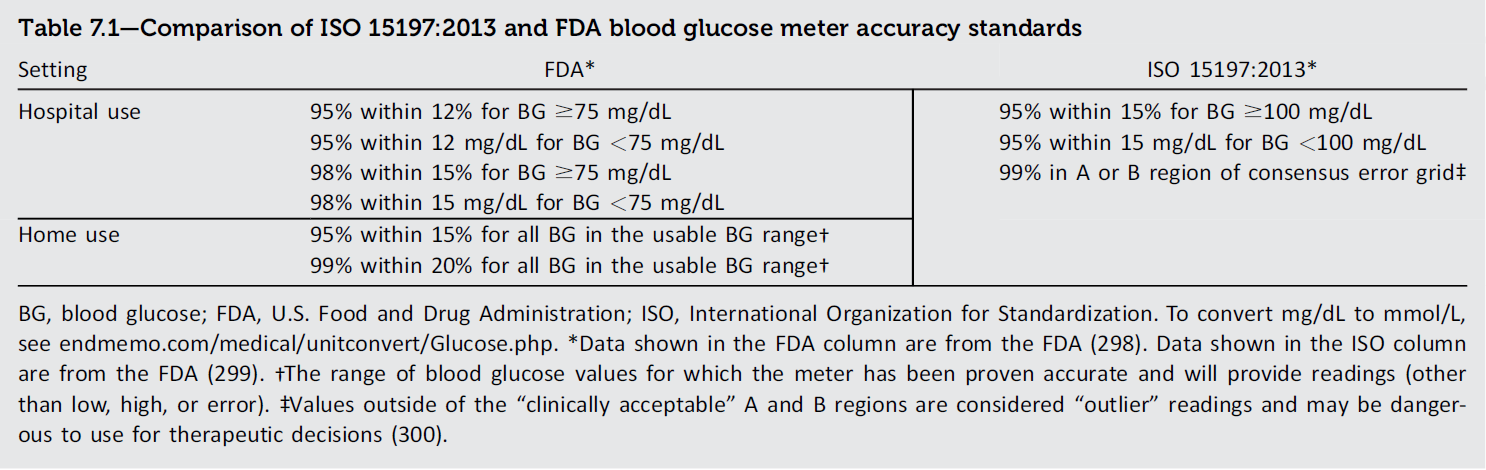 Table 7.1—Comparison of ISO 15197:2013 and FDA blood glucose meter accuracy standards
Setting FDA* ISO 15197:2013*
Hospital use 95% within 12% for BG ≥75 mg/dL 95% within 15% for BG ≥100 mg/dL
95% within 12 mg/dL for BG <75 mg/dL 95% within 15 mg/dL for BG <100 mg/dL
98% within 15% for BG ≥75 mg/dL 99% in A or B region of consensus error grid‡
98% within 15 mg/dL for BG <75 mg/dL
Home use 95% within 15% for all BG in the usable BG range†
99% within 20% for all BG in the usable BG range†
BG, blood glucose; FDA, U.S. Food and Drug Administration; ISO, International Organization for Standardization. To convert mg/dL to mmol/L,
see endmemo.com/medical/unitconvert/Glucose.php. *Data shown in the FDA column are from the FDA (298). Data shown in the ISO column
are from the FDA (299). †The range of blood glucose values for which the meter has been proven accurate and will provide readings (other
than low, high, or error). ‡Values outside of the “clinically acceptable” A and B regions are considered “outlier” readings and may be danger-
ous to use for therapeutic decisions (300).